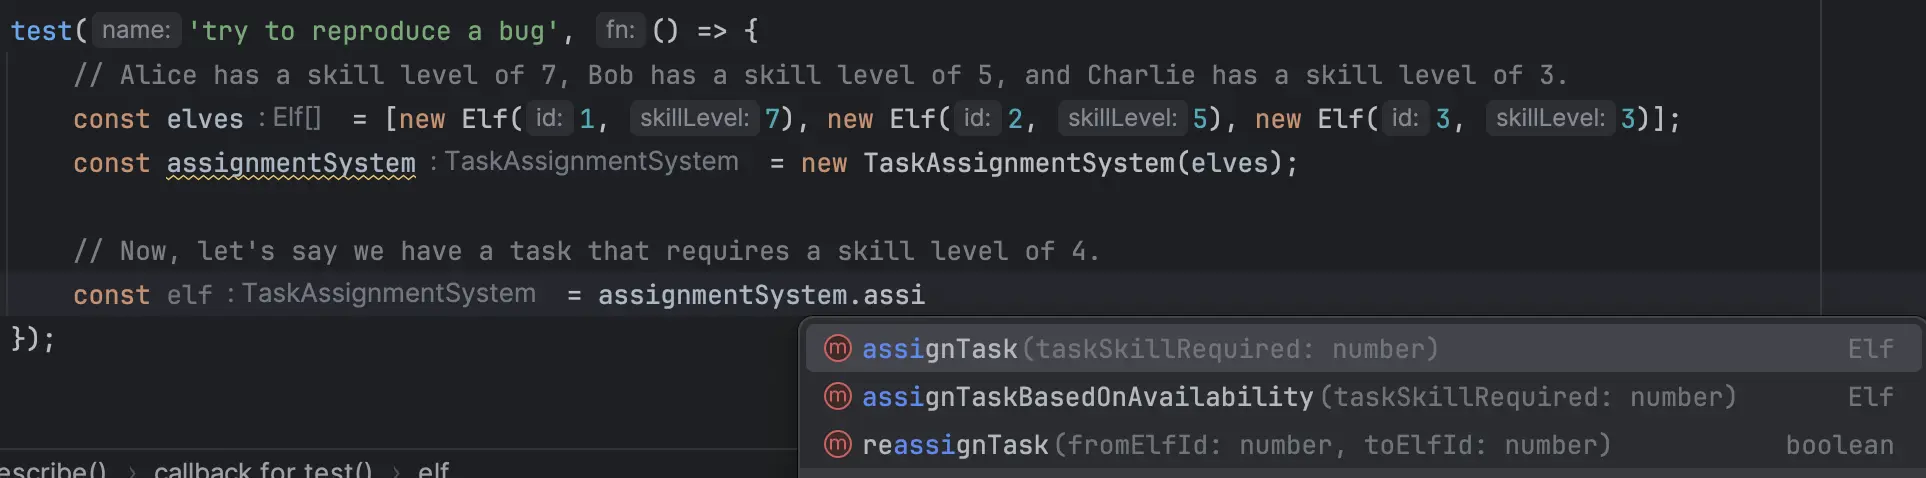 test( name: 'try to reproduce a bug', fn: () => {
// Alice has a skill level of 7, Bob has a skill level of 5, and Charlie has a skill level of 3.
const elves : Elf[] = [new Elf( id: 1, skillLevel: 7), new Elf( id: 2, skillLevel: 5), new Elf( id: 3, skillLevel: 3)];
const assignmentSystem : TaskAssignmentSystem = new TaskAssignmentSystem(elves);
// Now, let's say we have a task that requires a skill level of 4.
const elf : TaskAssignmentSystem = assignmentSystem.assi
});
assignTask(taskSkillRequired: number) Elf
assignTaskBasedOnAvailability(taskSkillRequired: number) Elf
reassignTask(fromElfId: number, toElfId: number) boolean
escribe() › callback for test() › elf